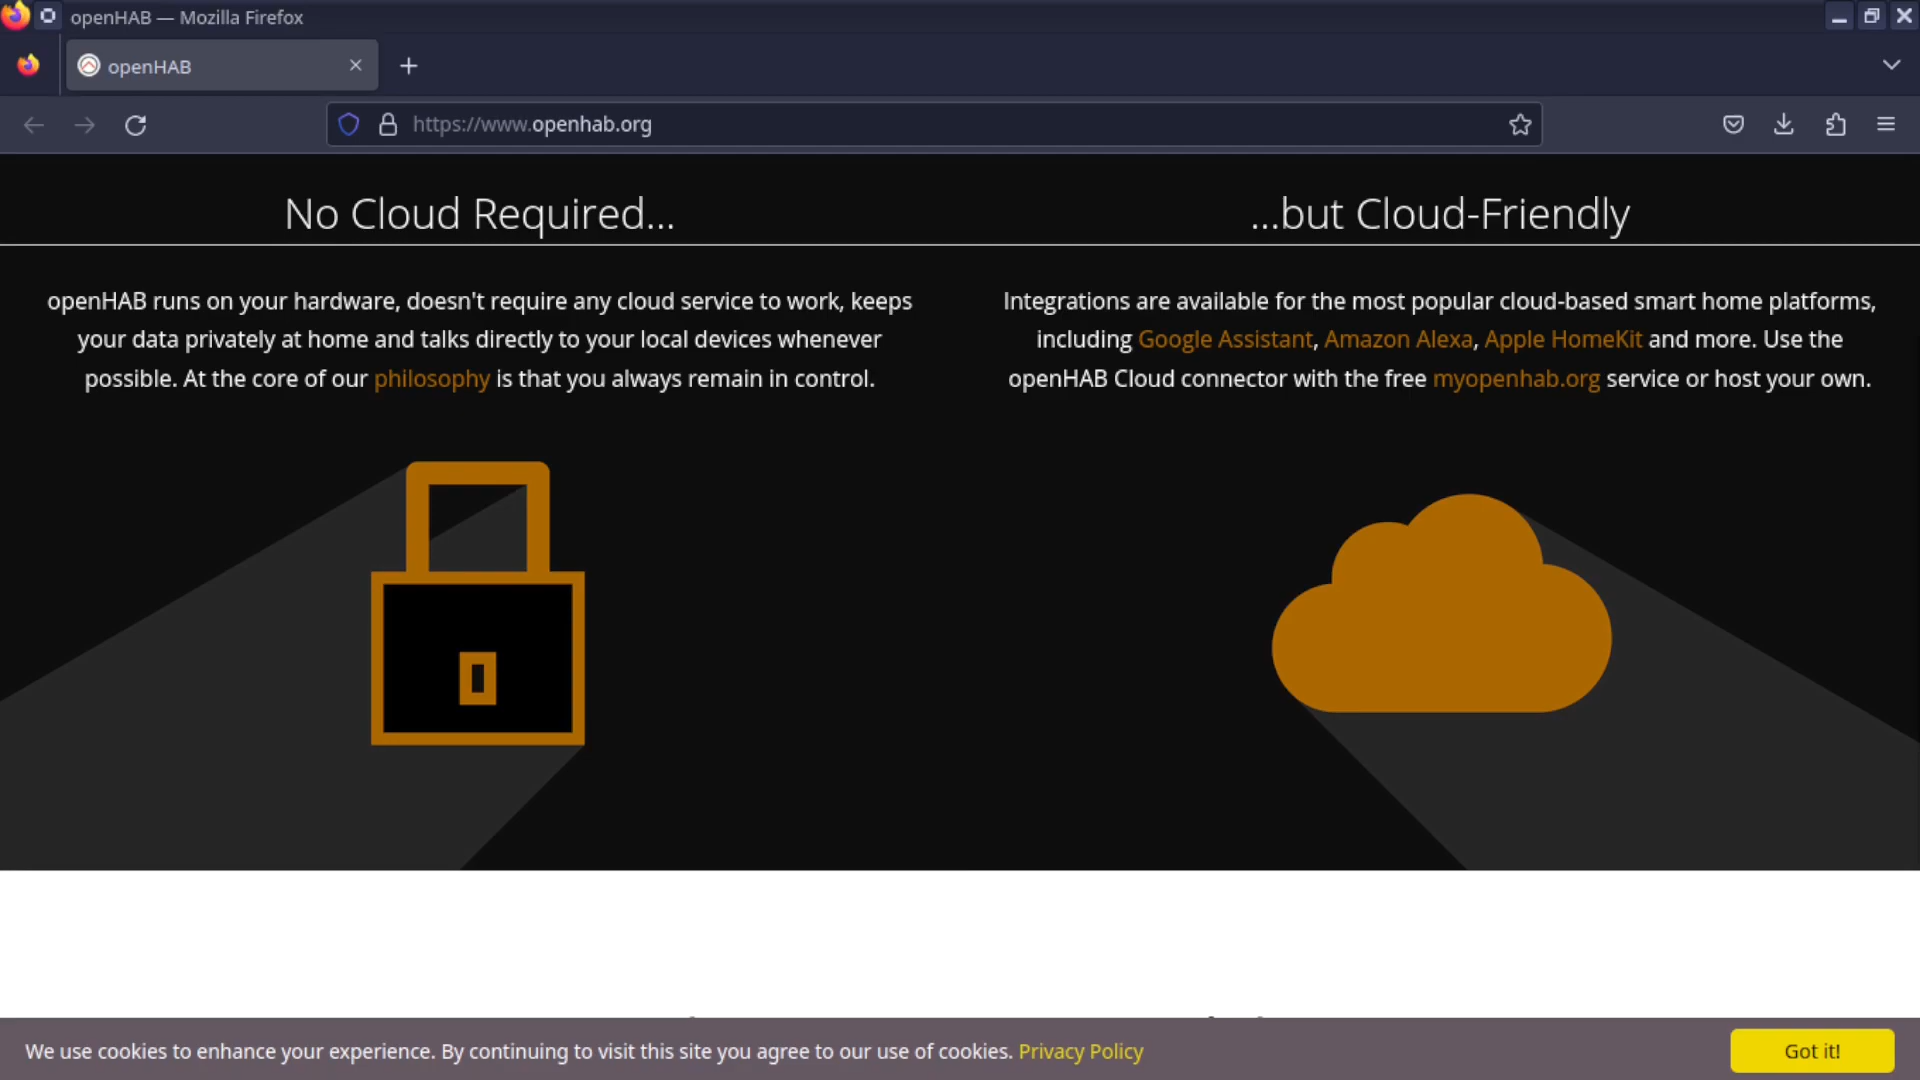 openHAB — Mozilla Firefox
openHAB
https://www.openhab.org
No Cloud Required...
openHAB runs on your hardware, doesn't require any cloud service to work, keeps
your data privately at home and talks directly to your local devices whenever
possible. At the core of our philosophy is that you always remain in control.
...but Cloud-Friendly
Integrations are available for the most popular cloud-based smart home platforms,
including Google Assistant, Amazon Alexa, Apple HomeKit and more. Use the
openHAB Cloud connector with the free myopenhab.org service or host your own.
We use cookies to enhance your experience. By continuing to visit this site you agree to our use of cookies. Privacy Policy
Got it!